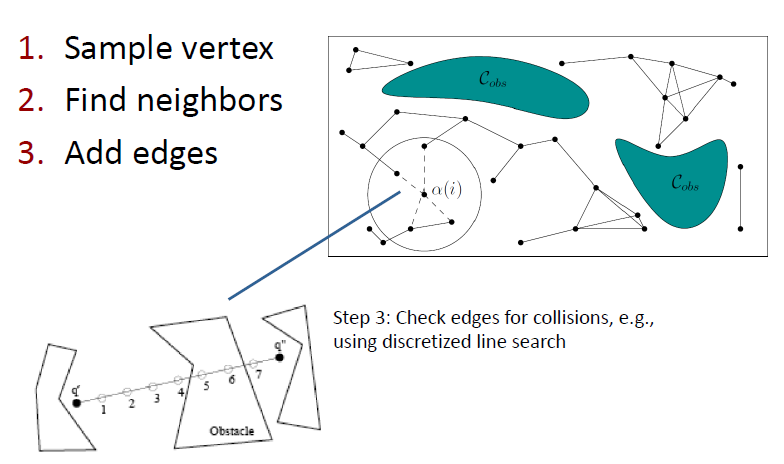 1. Sample vertex
2. Find neighbors
3. Add edges
C_obs
C_obs
α(i)
Step 3: Check edges for collisions, e.g.,
using discretized line search
q'
1 2 3 4 5 6 7
q"
Obstacle